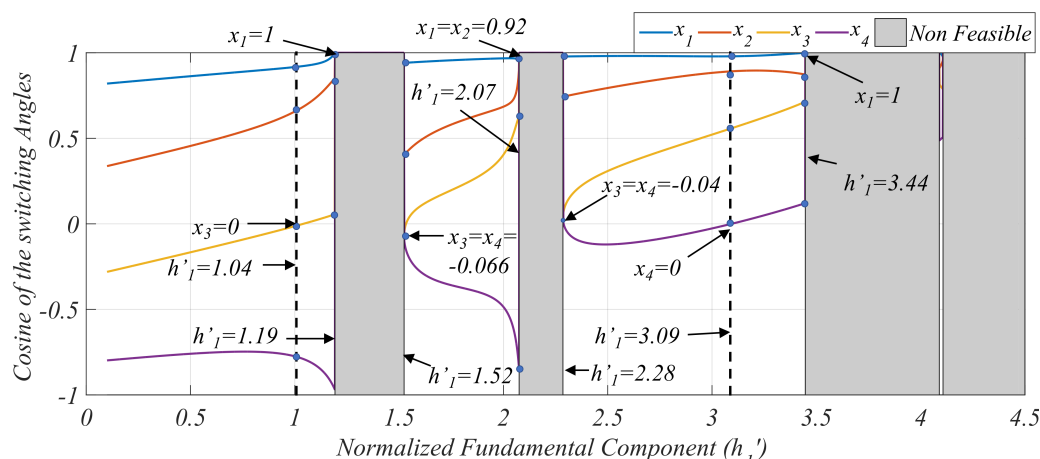 x1 x2 x3 x4 Non Feasible
x1=1
x1=x2=0.92
h'1=2.07
x1=1
x3=x4=-0.04
h'1=3.44
x3=0
h'1=1.04
x3=x4=
-0.066
x4=0
h'1=1.19
h'1=1.52
h'1=3.09
h'1=2.28
Cosine of the switching Angles
1
0.5
0
-0.5
-1
0 0.5 1 1.5 2 2.5 3 3.5 4 4.5
Normalized Fundamental Component (h1')